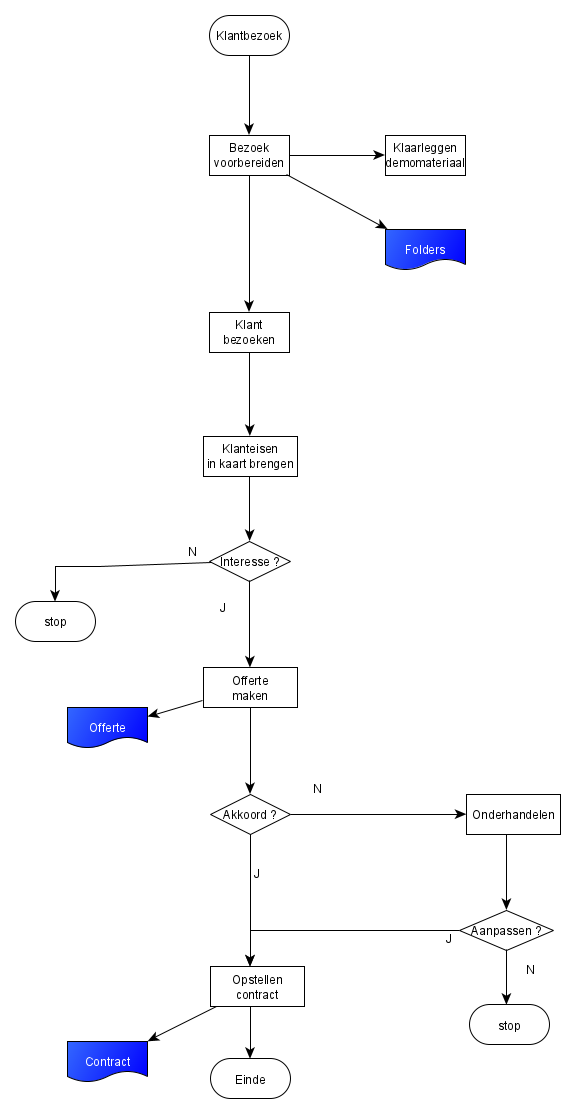 Klantbezoek
Bezoek
voorbereiden
Klaarleggen
demomateriaal
Folders
Klant
bezoeken
Klanteisen
in kaart brengen
N
Interesse ?
stop
J
Offerte
maken
Offerte
N
Akkoord ?
Onderhandelen
J
Aanpassen ?
J
N
Opstellen
contract
stop
Contract
Einde